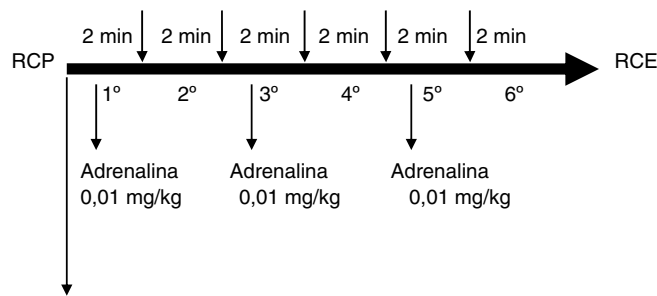 2 min 2 min 2 min 2 min 2 min 2 min
RCP RCE
1º 2º 3º 4º 5º 6º
Adrenalina Adrenalina Adrenalina
0,01 mg/kg 0,01 mg/kg 0,01 mg/kg